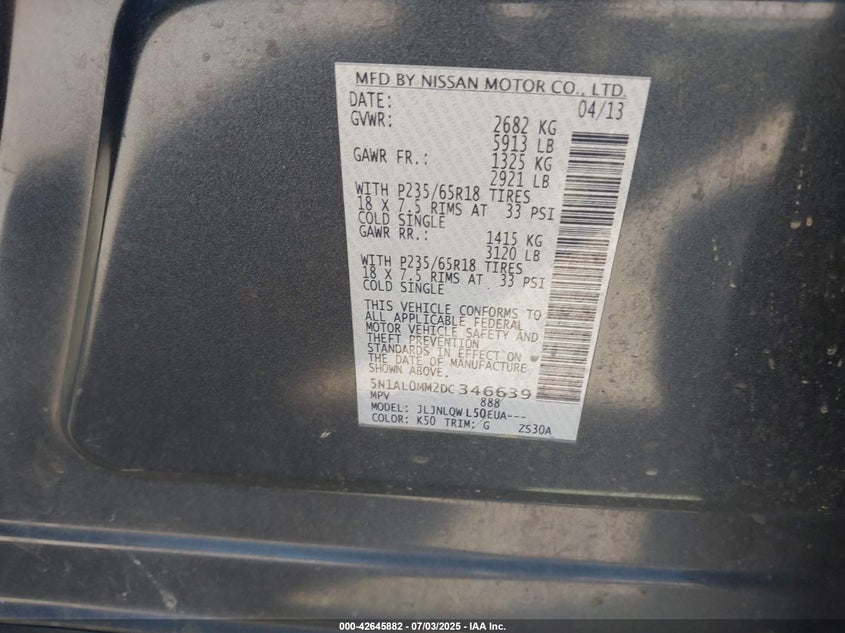 MFD BY NISSAN MOTOR CO., LTD.
DATE: 04/13
GVWR: 2682 KG
5913 LB
GAWR FR.: 1325 KG
2921 LB
WITH P235/65R18 TIRES
18 X 7.5 RIMS AT 33 PSI
COLD SINGLE
GAWR RR.: 1415 KG
3120 LB
WITH P235/65R18 TIRES
18 X 7.5 RIMS AT 33 PSI
COLD SINGLE
THIS VEHICLE CONFORMS TO
ALL APPLICABLE FEDERAL
MOTOR VEHICLE SAFETY AND
THEFT PREVENTION
STANDARDS IN EFFECT ON
THE DATE OF MANUFACTURE
SHOWN ABOVE.
5N1AL0MM2DC346639
MPV 888
MODEL: JLJNLQWL50EUA---
COLOR: K50 TRIM: G ZS30A
000-42645882 - 07/03/2025 - IAA Inc.